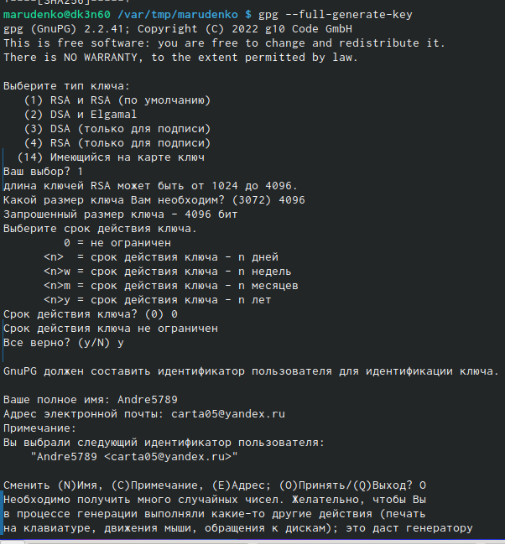 marudenko@dk3n60 /var/tmp/marudenko $ gpg --full-generate-key
gpg (GnuPG) 2.2.41; Copyright (C) 2022 g10 Code GmbH
This is free software: you are free to change and redistribute it.
There is NO WARRANTY, to the extent permitted by law.

Выберите тип ключа:
   (1) RSA и RSA (по умолчанию)
   (2) DSA и Elgamal
   (3) DSA (только для подписи)
   (4) RSA (только для подписи)
  (14) Имеющийся на карте ключ
Ваш выбор? 1
длина ключей RSA может быть от 1024 до 4096.
Какой размер ключа Вам необходим? (3072) 4096
Запрошенный размер ключа - 4096 бит
Выберите срок действия ключа.
         0 = не ограничен
      <n>  = срок действия ключа - n дней
      <n>w = срок действия ключа - n недель
      <n>m = срок действия ключа - n месяцев
      <n>y = срок действия ключа - n лет
Срок действия ключа? (0) 0
Срок действия ключа не ограничен
Все верно? (y/N) y

GnuPG должен составить идентификатор пользователя для идентификации ключа.

Ваше полное имя: Andre5789
Адрес электронной почты: carta05@yandex.ru
Примечание:
Вы выбрали следующий идентификатор пользователя:
    "Andre5789 <carta05@yandex.ru>"

Сменить (N)Имя, (C)Примечание, (E)Адрес; (O)Принять/(Q)Выход? O
Необходимо получить много случайных чисел. Желательно, чтобы Вы
в процессе генерации выполняли какие-то другие действия (печать
на клавиатуре, движения мыши, обращения к дискам); это даст генератору